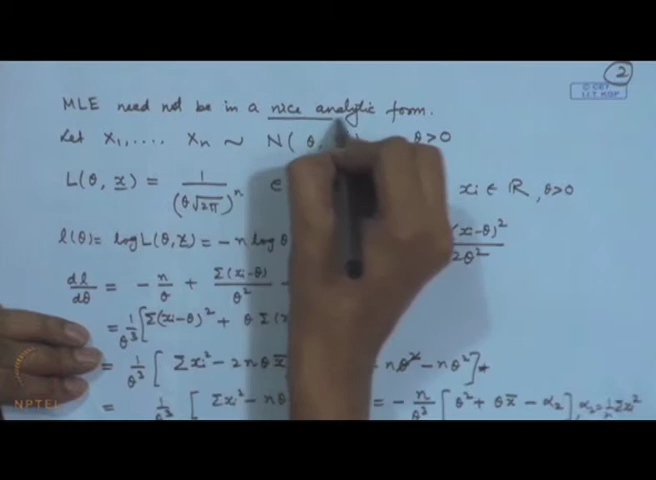 2
© CET
I.I.T. KGP
MLE need not be in a nice analytic form.
Let X₁,.... Xₙ ~ N( θ, θ>0
L(θ, x) = 1/(θ√2π)ⁿ e xi ∈ ℝ, θ>0
l(θ)= log L(θ, x) = -n log θ (x-θ)²/2θ²
dl/dθ = -n/θ + Σ(xi-θ)/θ²
= 1/θ³ [Σ(xi-θ)² + θ Σ(x
= 1/θ³ [ Σxi² - 2nθx̄ - nθ² - nθ²]
= 1/θ³ [ Σxi² - nθ = - n/θ³ [ θ² + θx̄ - α₂ ], α₂ = 1/n Σxi²
NPTEL